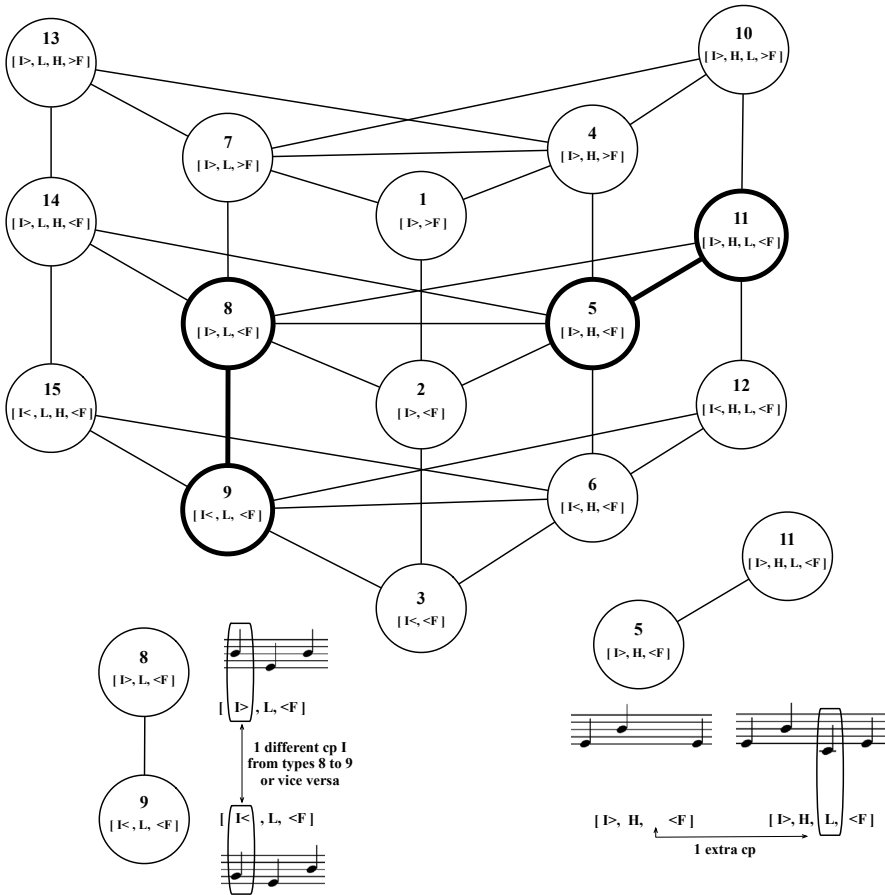 13
[ I>, L, H, >F ]
10
[ I>, H, L, >F ]
7
[ I>, L, >F ]
4
[ I>, H, >F ]
1
[ I>, >F ]
14
[ I>, L, H, <F ]
11
[ I>, H, L, <F ]
8
[ I>, L, <F ]
5
[ I>, H, <F ]
2
[ I>, <F ]
15
[ I< , L, H, <F ]
12
[ I<, H, L, <F ]
9
[ I< , L, <F ]
6
[ I<, H, <F ]
3
[ I<, <F ]
11
[ I>, H, L, <F ]
5
[ I>, H, <F ]
8
[ I>, L, <F ]
[ I> , L, <F ]
1 different cp I
from types 8 to 9
or vice versa
9
[ I< , L, <F ]
[ I< , L, <F ]
[ I>, H, <F ]
[ I>, H, L, <F ]
1 extra cp